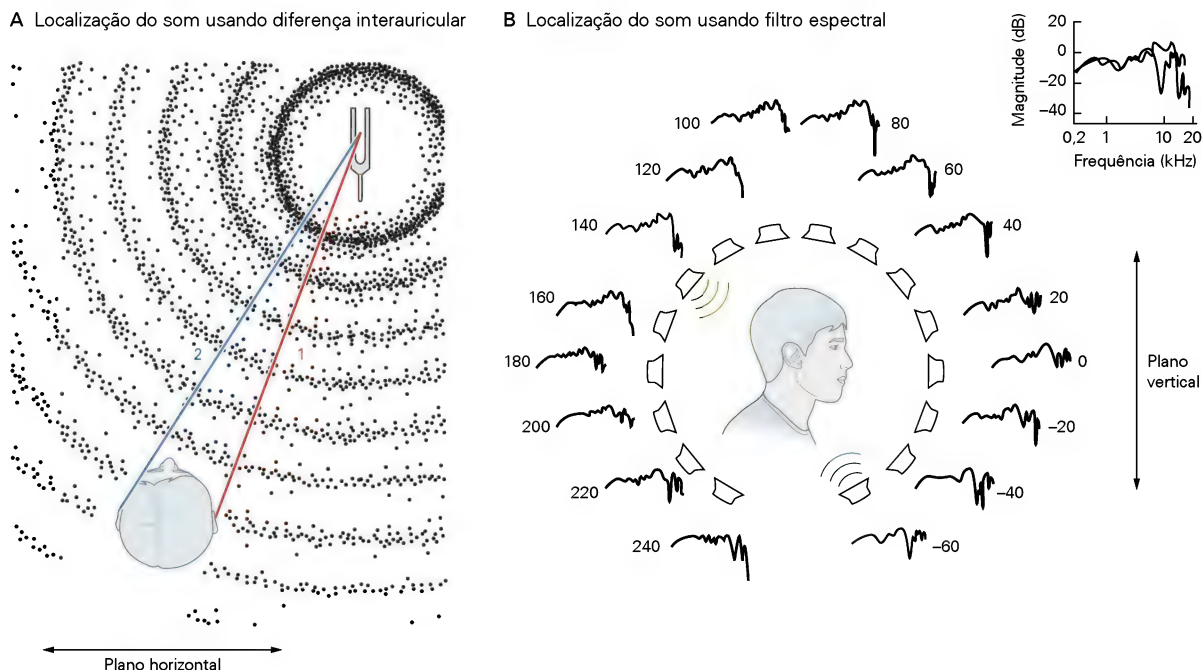 A Localização do som usando diferença interauricular
2
1
Plano horizontal
B Localização do som usando filtro espectral
Magnitude (dB)
20
0
−20
−40
0,2 1 10 20
Frequência (kHz)
100
80
120
60
140
40
160
20
180
0
200
−20
220
−40
240
−60
Plano
vertical